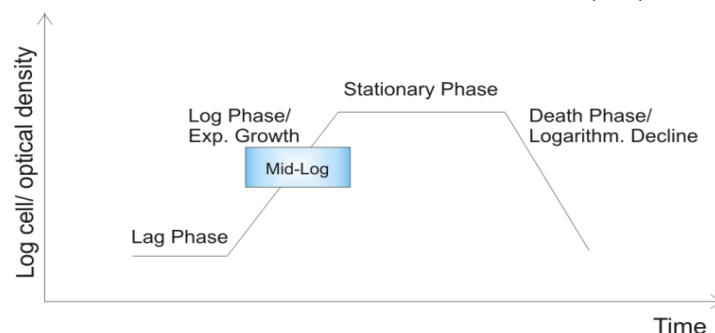 Log cell/ optical density
Stationary Phase
Log Phase/
Exp. Growth
Death Phase/
Logarithm. Decline
Mid-Log
Lag Phase
Time